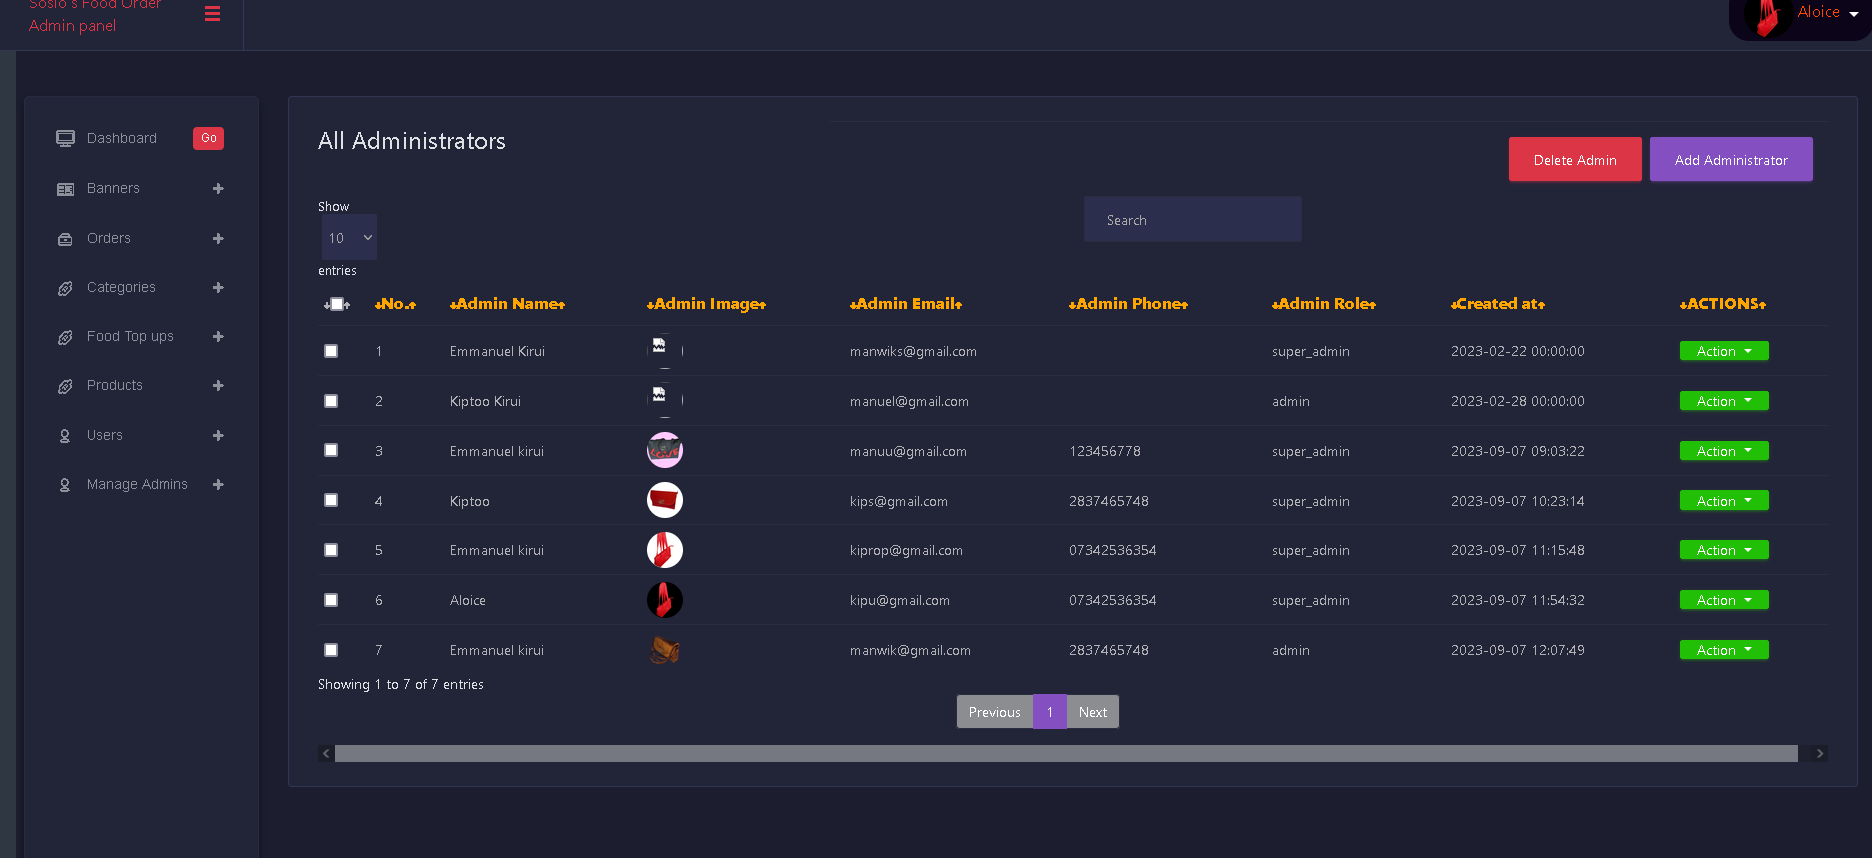 Sosio's Food Order
Admin panel
Aloice
Dashboard Go
Banners
Orders
Categories
Food Top ups
Products
Users
Manage Admins
All Administrators
Delete Admin Add Administrator
Show
10
entries
Search
No. Admin Name Admin Image Admin Email Admin Phone Admin Role Created at ACTIONS
1 Emmanuel Kirui manwiks@gmail.com super_admin 2023-02-22 00:00:00 Action
2 Kiptoo Kirui manuel@gmail.com admin 2023-02-28 00:00:00 Action
3 Emmanuel kirui manuu@gmail.com 123456778 super_admin 2023-09-07 09:03:22 Action
4 Kiptoo kips@gmail.com 2837465748 super_admin 2023-09-07 10:23:14 Action
5 Emmanuel kirui kiprop@gmail.com 07342536354 super_admin 2023-09-07 11:15:48 Action
6 Aloice kipu@gmail.com 07342536354 super_admin 2023-09-07 11:54:32 Action
7 Emmanuel kirui manwik@gmail.com 2837465748 admin 2023-09-07 12:07:49 Action
Showing 1 to 7 of 7 entries
Previous 1 Next